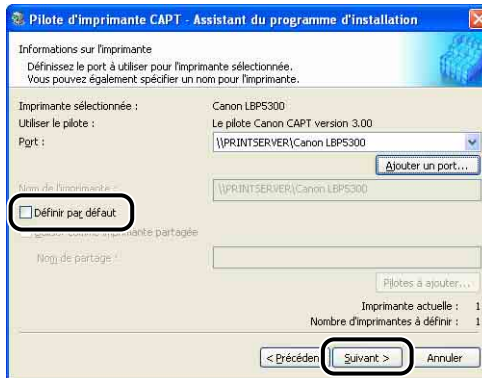 Pilote d'imprimante CAPT - Assistant du programme d'installation
Informations sur l'imprimante
Définissez le port à utiliser pour l'imprimante sélectionnée.
Vous pouvez également spécifier un nom pour l'imprimante.
Imprimante sélectionnée : Canon LBP5300
Utiliser le pilote : Le pilote Canon CAPT version 3.00
Port : \\PRINTSERVER\Canon LBP5300
Ajouter un port...
Nom de l'imprimante : \\PRINTSERVER\Canon LBP5300
Définir par défaut
comme imprimante partagée
Nom de partage :
Pilotes à ajouter...
Imprimante actuelle : 1
Nombre d'imprimantes à définir : 1
< Précéden Suivant > Annuler